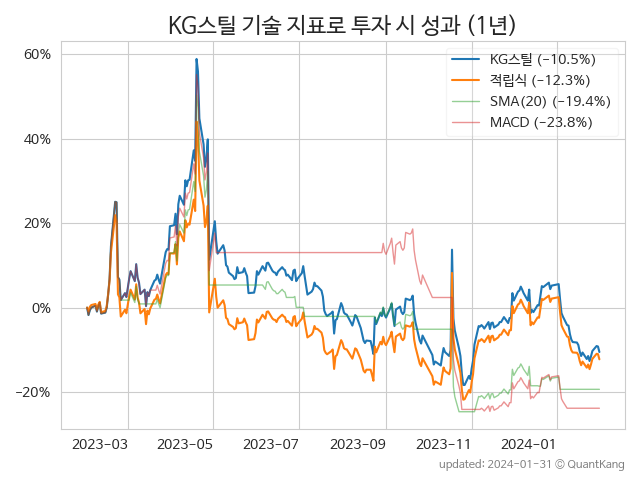 KG스틸 기술 지표로 투자 시 성과 (1년)
60%
40%
20%
0%
−20%
KG스틸 (−10.5%)
적립식 (−12.3%)
SMA(20) (−19.4%)
MACD (−23.8%)
2023-03 2023-05 2023-07 2023-09 2023-11 2024-01
updated: 2024-01-31 © QuantKang